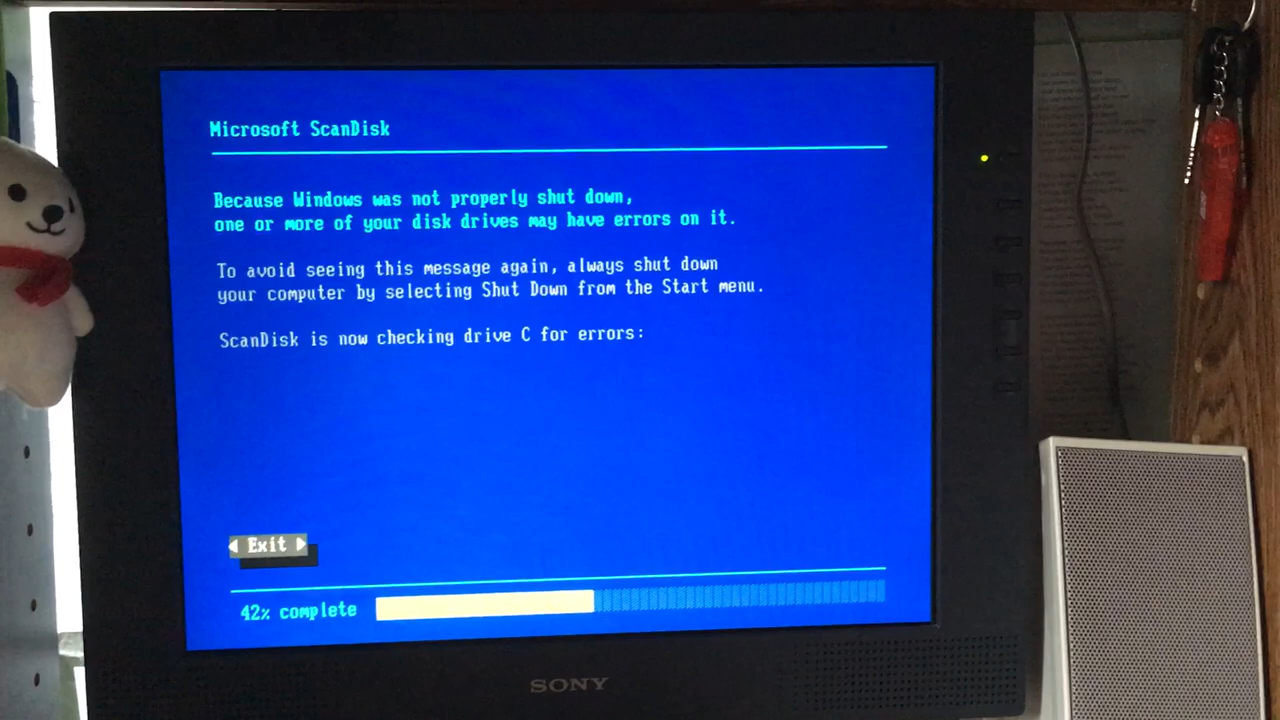 Microsoft ScanDisk
Because Windows was not properly shut down,
one or more of your disk drives may have errors on it.
To avoid seeing this message again, always shut down
your computer by selecting Shut Down from the Start menu.
ScanDisk is now checking drive C for errors:
Exit
42% complete
SONY